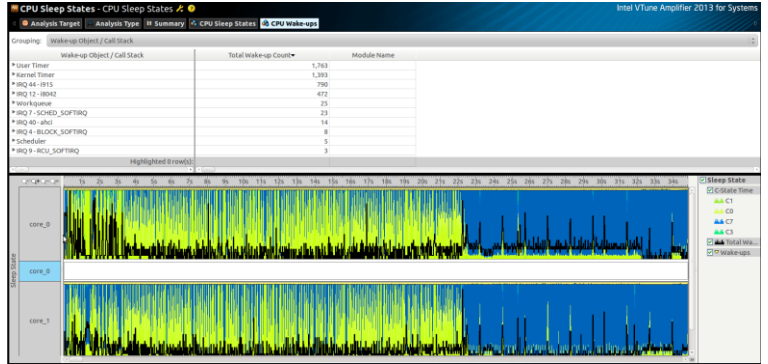 CPU Sleep States - CPU Sleep States
Intel VTune Amplifier 2013 for Systems
Analysis Target Analysis Type Summary CPU Sleep States CPU Wake-ups
Grouping: Wake-up Object / Call Stack
Wake-up Object / Call Stack Total Wake-up Count Module Name
User Timer 1,763
Kernel Timer 1,393
IRQ 44 - i915 790
IRQ 12 - i8042 472
Workqueue 25
IRQ 7 - SCHED_SOFTIRQ 23
IRQ 40 - ahci 14
IRQ 4 - BLOCK_SOFTIRQ 8
Scheduler 5
IRQ 9 - RCU_SOFTIRQ 3
Highlighted 0 row(s):
1s 2s 3s 4s 5s 6s 7s 8s 9s 10s 11s 12s 13s 14s 15s 16s 17s 18s 19s 20s 21s 22s 23s 24s 25s 26s 27s 28s 29s 30s 31s 32s 33s 34s
Sleep State
C-State Time
C1
C0
C7
C3
Total Wa...
Wake-ups
Sleep State
core_0
core_0
core_1